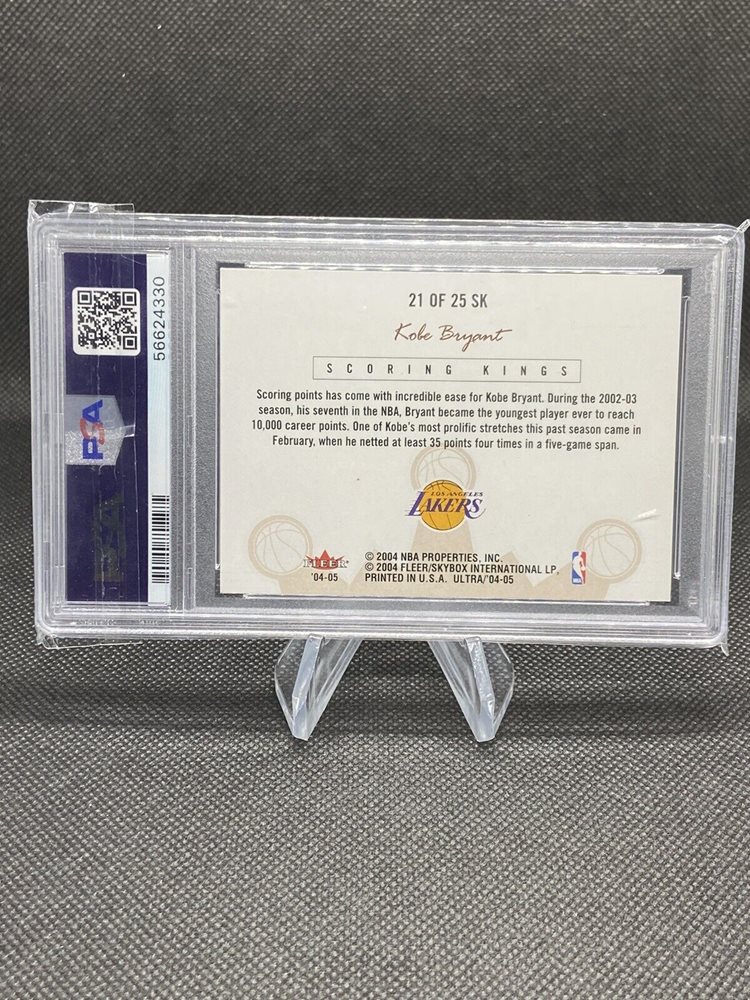 56624330
PSA
PSA
21 OF 25 SK
Kobe Bryant
SCORING KINGS
Scoring points has come with incredible ease for Kobe Bryant. During the 2002-03
season, his seventh in the NBA, Bryant became the youngest player ever to reach
10,000 career points. One of Kobe's most prolific stretches this past season came in
February, when he netted at least 35 points four times in a five-game span.
LOS ANGELES
LAKERS
FLEER
'04-05
© 2004 NBA PROPERTIES, INC.
© 2004 FLEER/SKYBOX INTERNATIONAL LP.
PRINTED IN U.S.A. ULTRA/'04-05